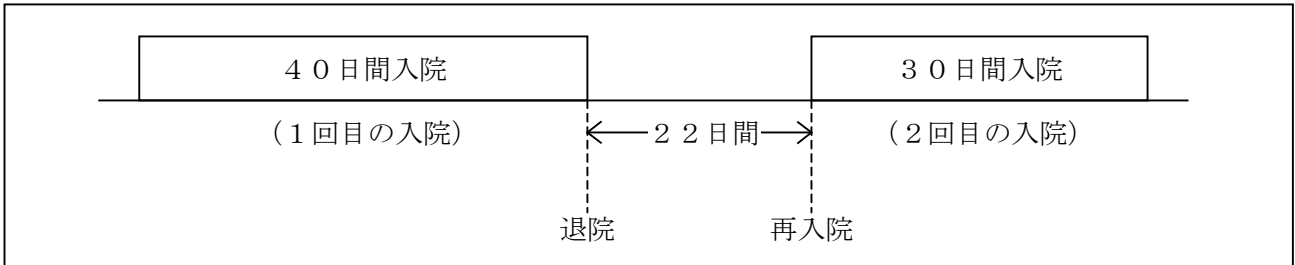 ４０日間入院 ３０日間入院
（１回目の入院） ２２日間 （２回目の入院）
退院 再入院